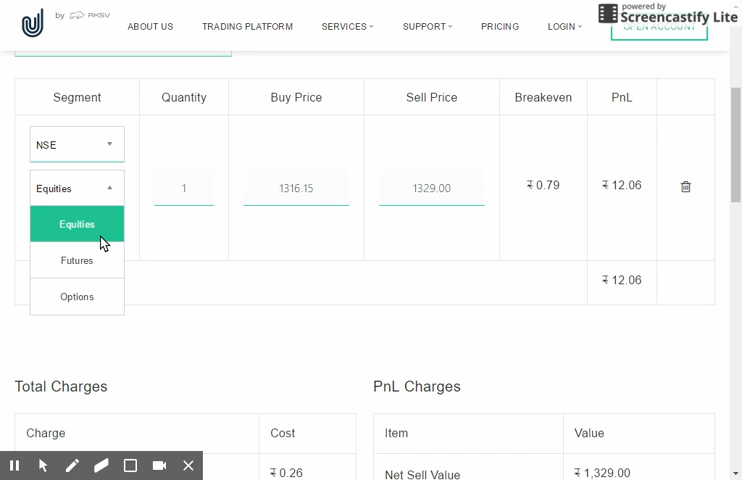 by RKSV
ABOUT US
TRADING PLATFORM
SERVICES
SUPPORT
PRICING
LOGIN
OPEN ACCOUNT
powered by
Screencastify Lite
Segment
Quantity
Buy Price
Sell Price
Breakeven
PnL
NSE
Equities
1
1316.15
1329.00
₹ 0.79
₹ 12.06
Equities
Futures
Options
₹ 12.06
Total Charges
PnL Charges
Charge
Cost
Item
Value
₹ 0.26
Net Sell Value
₹ 1,329.00